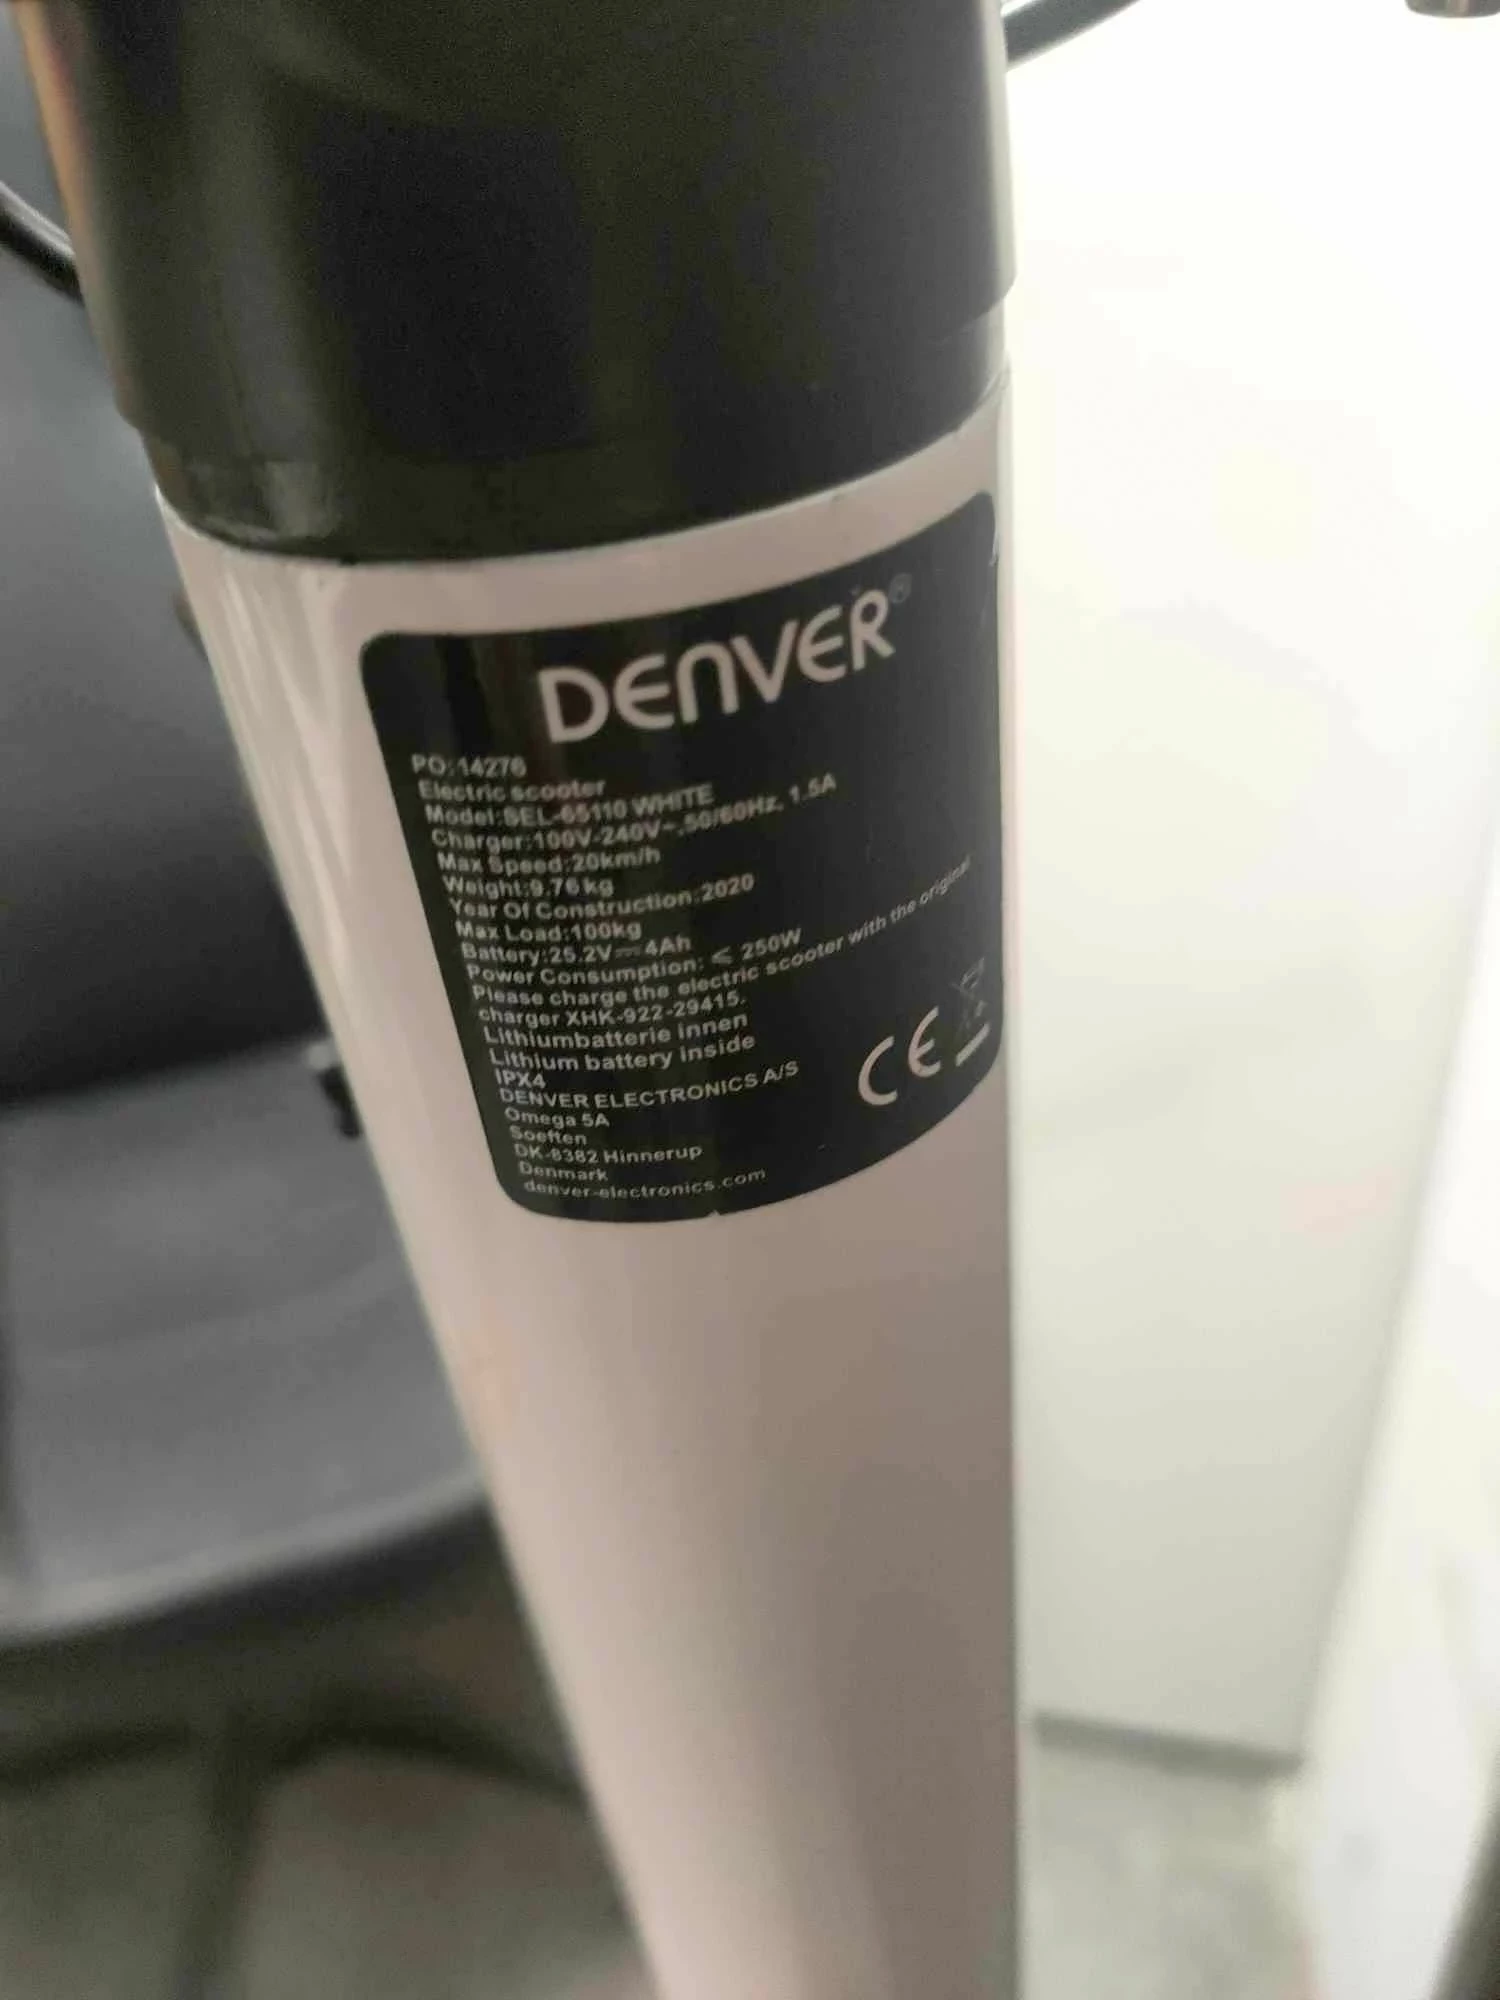 DENVER®
PO:14276
Electric scooter
Model:SEL-65110 WHITE
Charger:100V-240V~,50/60Hz, 1.5A
Max Speed:20km/h
Weight:9.76kg
Year Of Construction:2020
Max Load:100kg
Battery:25.2V⎓4Ah
Power Consumption: ≤ 250W
Please charge the electric scooter with the original
charger XHK-922-29415.
Lithiumbatterie innen
Lithium battery inside
IPX4
CE
DENVER ELECTRONICS A/S
Omega 5A
Soeften
DK-8382 Hinnerup
Denmark
denver-electronics.com